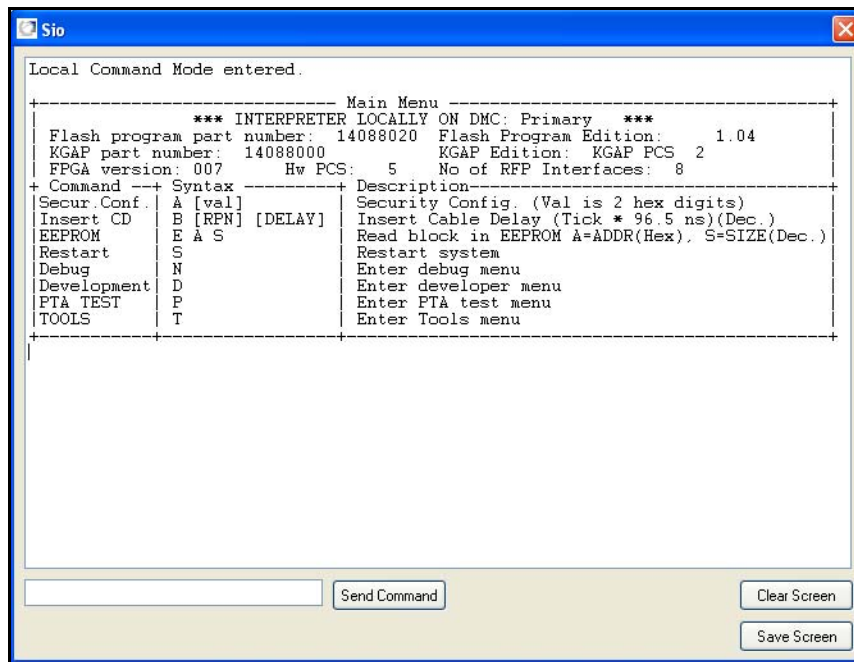 Sio
Local Command Mode entered.
+----------------------------- Main Menu -------------------------------------+
| *** INTERPRETER LOCALLY ON DMC: Primary *** |
| Flash program part number: 14088020 Flash Program Edition: 1.04 |
| KGAP part number: 14088000 KGAP Edition: KGAP PCS 2 |
| FPGA version: 007 Hw PCS: 5 No of RFP Interfaces: 8 |
+ Command --+ Syntax ----------+ Description-----------------------------------+
|Secur.Conf.| A [val] | Security Config. (Val is 2 hex digits) |
|Insert CD | B [RPN] [DELAY] | Insert Cable Delay (Tick * 96.5 ns)(Dec.) |
|EEPROM | E A S | Read block in EEPROM A=ADDR(Hex), S=SIZE(Dec.)|
|Restart | S | Restart system |
|Debug | N | Enter debug menu |
|Development| D | Enter developer menu |
|PTA TEST | P | Enter PTA test menu |
|TOOLS | T | Enter Tools menu |
+-----------+------------------+-----------------------------------------------+
Send Command
Clear Screen
Save Screen